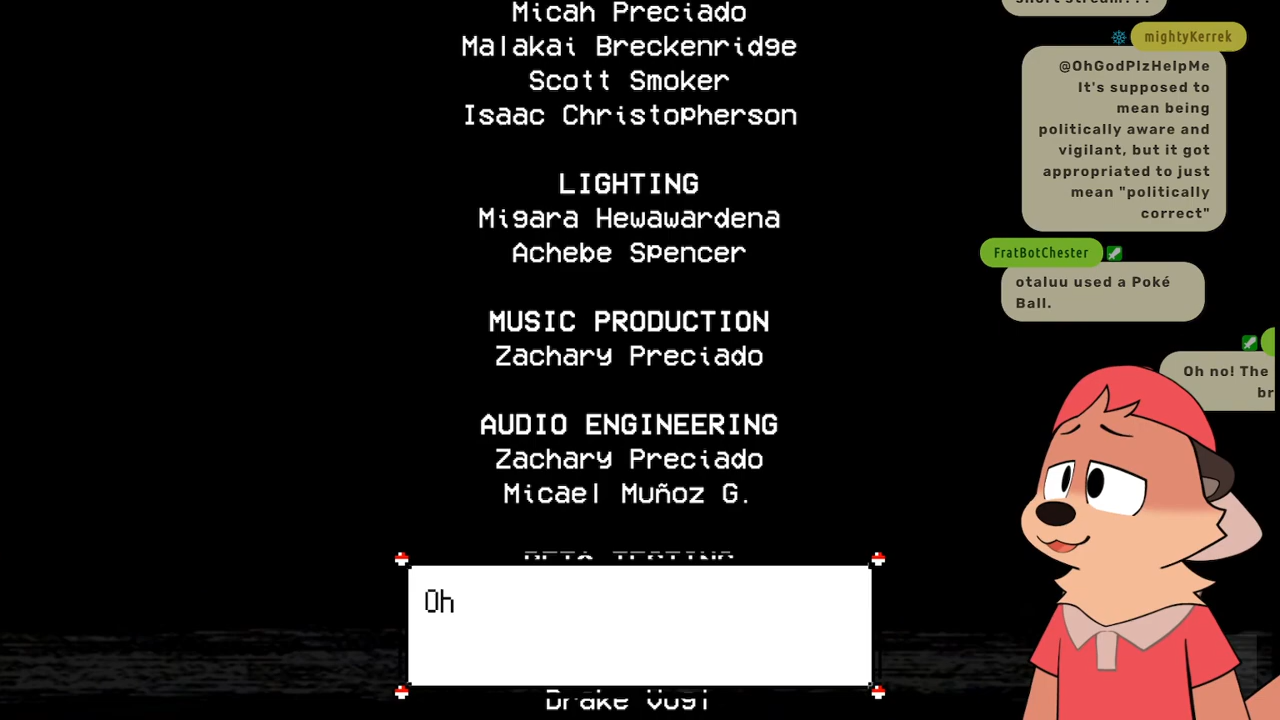 Micah Preciado
Malakai Breckenridge
Scott Smoker
Isaac Christopherson
LIGHTING
Migara Hewawardena
Achebe Spencer
MUSIC PRODUCTION
Zachary Preciado
AUDIO ENGINEERING
Zachary Preciado
Micael Muñoz G.
BETA TESTING
Oh
mightyKerrek
@OhGodPlzHelpMe
It's supposed to
mean being
politically aware and
vigilant, but it got
appropriated to just
mean "politically
correct"
FratBotChester
otaluu used a Poké
Ball.
Oh no! The